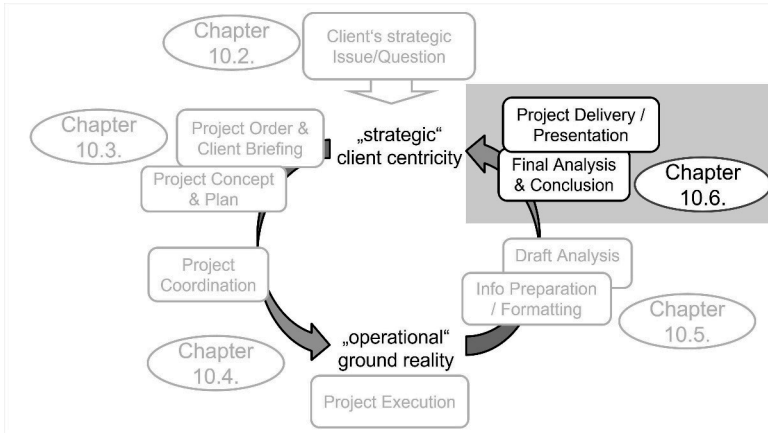 Chapter
10.2.
Client's strategic
Issue/Question
Chapter
10.3.
Project Order &
Client Briefing
Project Concept
& Plan
„strategic“
client centricity
Project Delivery /
Presentation
Final Analysis
& Conclusion
Chapter
10.6.
Project
Coordination
Draft Analysis
Info Preparation
/ Formatting
Chapter
10.5.
Chapter
10.4.
„operational“
ground reality
Project Execution